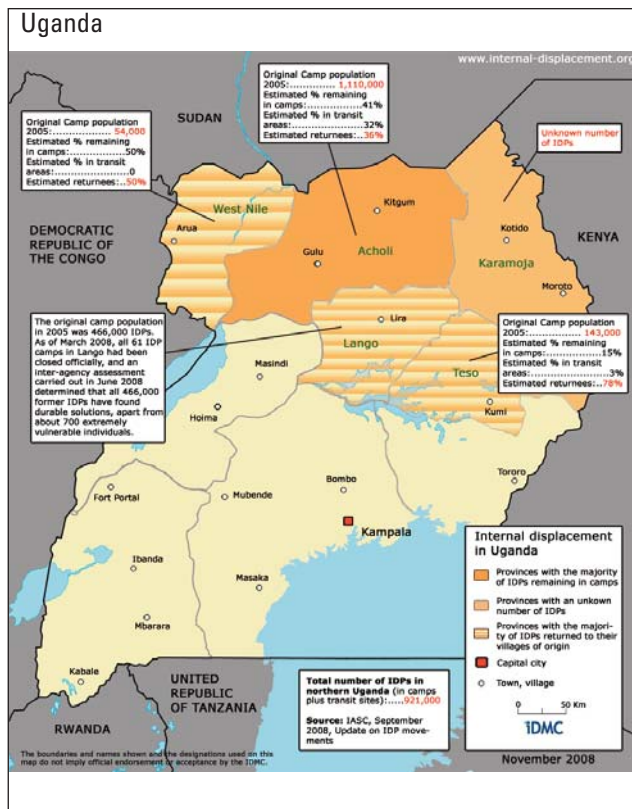 Uganda
www.internal-displacement.org
Original Camp population
2005:............... 1,110,000
Estimated % remaining
in camps:..................41%
Estimated % in transit
areas:......................32%
Estimated returnees:..36%
Original Camp population
2005:............... 54,000
Estimated % remaining
in camps:..................50%
Estimated % in transit
areas:......................0
Estimated returnees:..50%
SUDAN
Unknown number
of IDPs
DEMOCRATIC
REPUBLIC OF
THE CONGO
West Nile
Arua
Kitgum
Gulu
Acholi
Kotido
Karamoja
Moroto
KENYA
The original camp population
in 2005 was 466,000 IDPs.
As of March 2008, all 61 IDP
camps in Lango had been
closed officially, and an
inter-agency assessment
carried out in June 2008
determined that all 466,000
former IDPs have found
durable solutions, apart from
about 700 extremely
vulnerable individuals.
Lira
Lango
Teso
Kumi
Original Camp population
2005:.................. 143,000
Estimated % remaining
in camps:..................15%
Estimated % in transit
areas:......................3%
Estimated returnees:..78%
Masindi
Hoima
Tororo
Fort Portal
Mubende
Bombo
Kampala
Ibanda
Masaka
Mbarara
Kabale
UNITED
REPUBLIC
OF TANZANIA
RWANDA
Internal displacement
in Uganda
Provinces with the majority
of IDPs remaining in camps
Provinces with an unkown
number of IDPs
Provinces with the majori-
ty of IDPs returned to their
villages of origin
Capital city
Town, village
0 50 Km
iDMC
November 2008
Total number of IDPs in
northern Uganda (in camps
plus transit sites):.....921,000
Source: IASC, September
2008, Update on IDP move-
ments
The boundaries and names shown and the designations used on this
map do not imply official endorsement or acceptance by the IDMC.